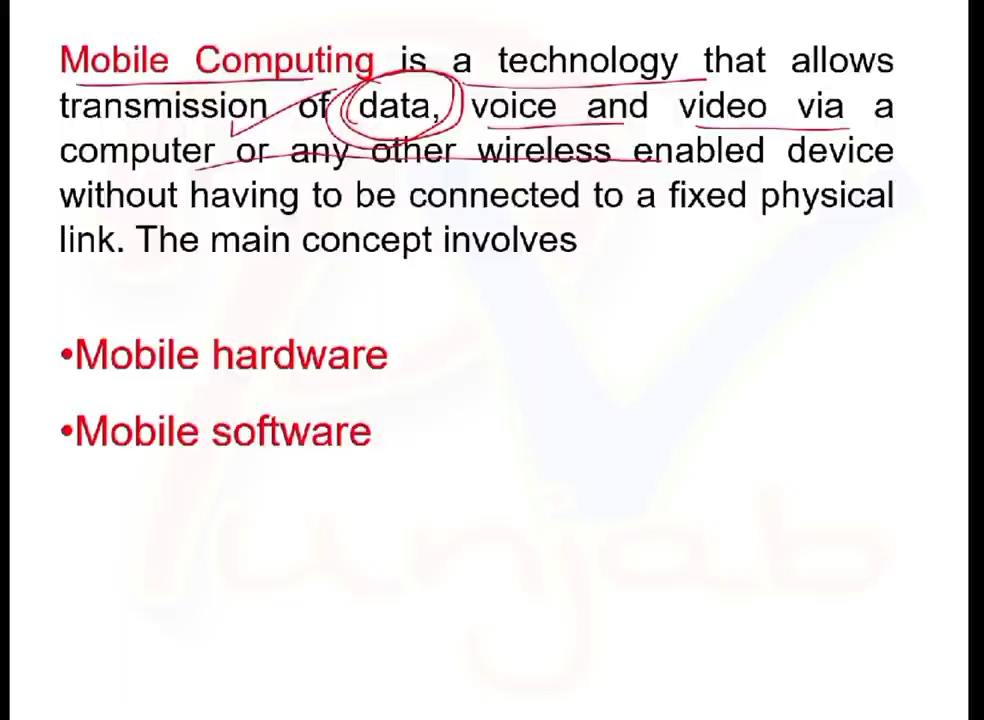 Mobile Computing is a technology that allows
transmission of data, voice and video via a
computer or any other wireless enabled device
without having to be connected to a fixed physical
link. The main concept involves
•Mobile hardware
•Mobile software
Punjab